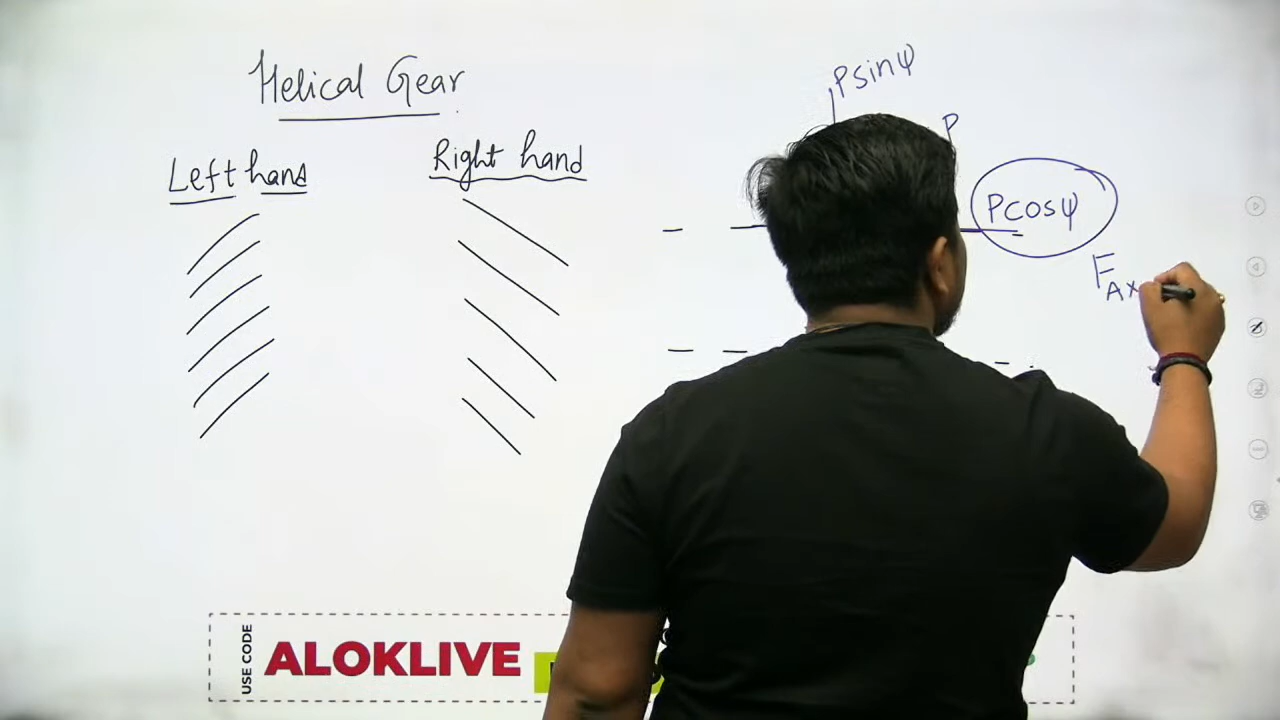 Helical Gear
Left hand
Right hand
Psinψ
P
Pcosψ
FAx
USE CODE
ALOKLIVE